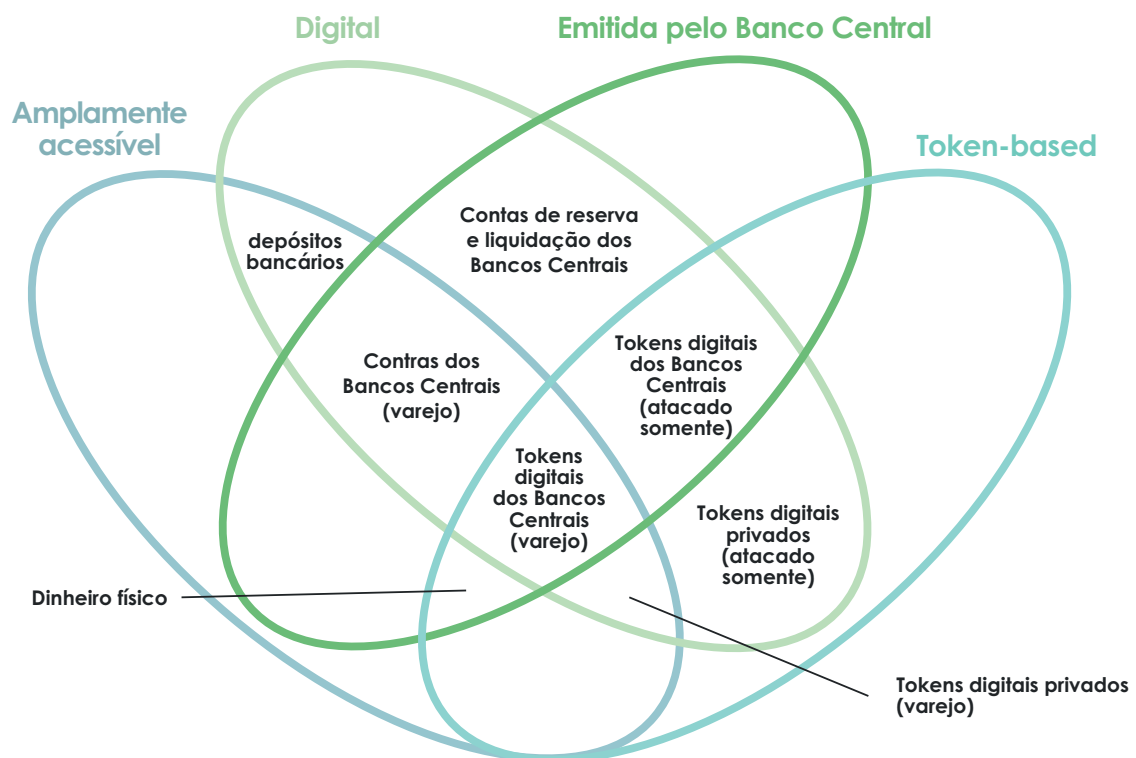 Digital
Emitida pelo Banco Central
Amplamente
acessível
Token-based
depósitos
bancários
Contas de reserva
e liquidação dos
Bancos Centrais
Contras dos
Bancos Centrais
(varejo)
Tokens digitais
dos Bancos
Centrais
(atacado
somente)
Tokens
digitais
dos Bancos
Centrais
(varejo)
Tokens digitais
privados
(atacado
somente)
Dinheiro físico
Tokens digitais privados
(varejo)